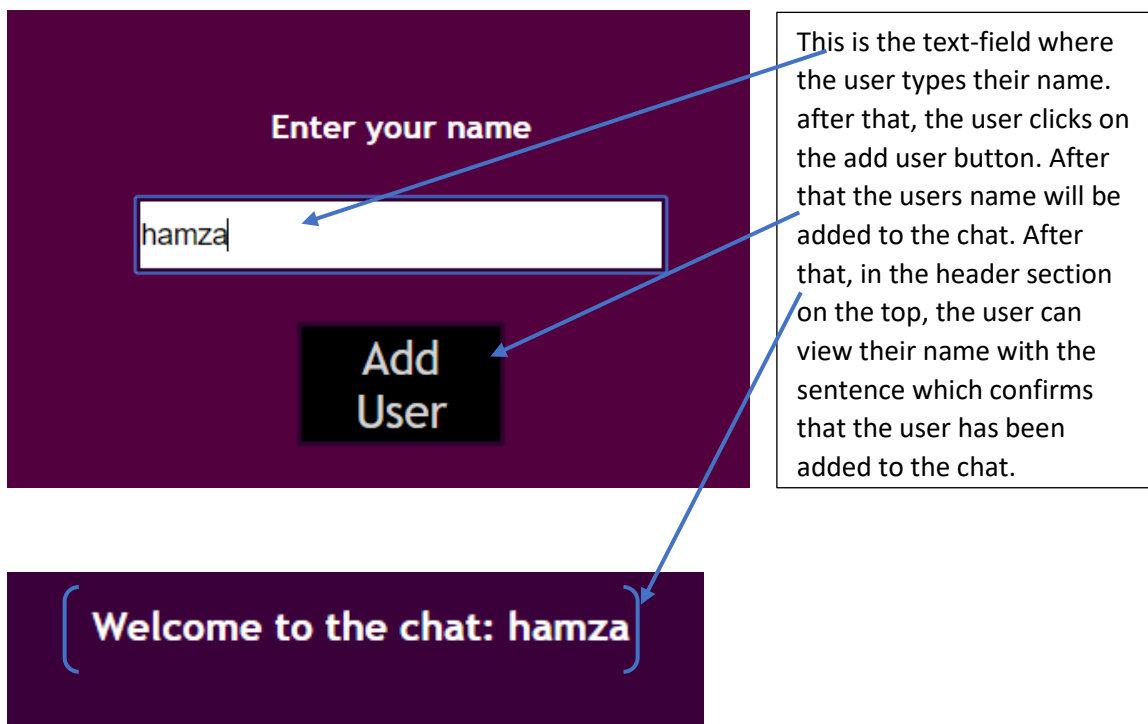 Enter your name
hamza
Add
User
This is the text-field where
the user types their name.
after that, the user clicks on
the add user button. After
that the users name will be
added to the chat. After
that, in the header section
on the top, the user can
view their name with the
sentence which confirms
that the user has been
added to the chat.
Welcome to the chat: hamza